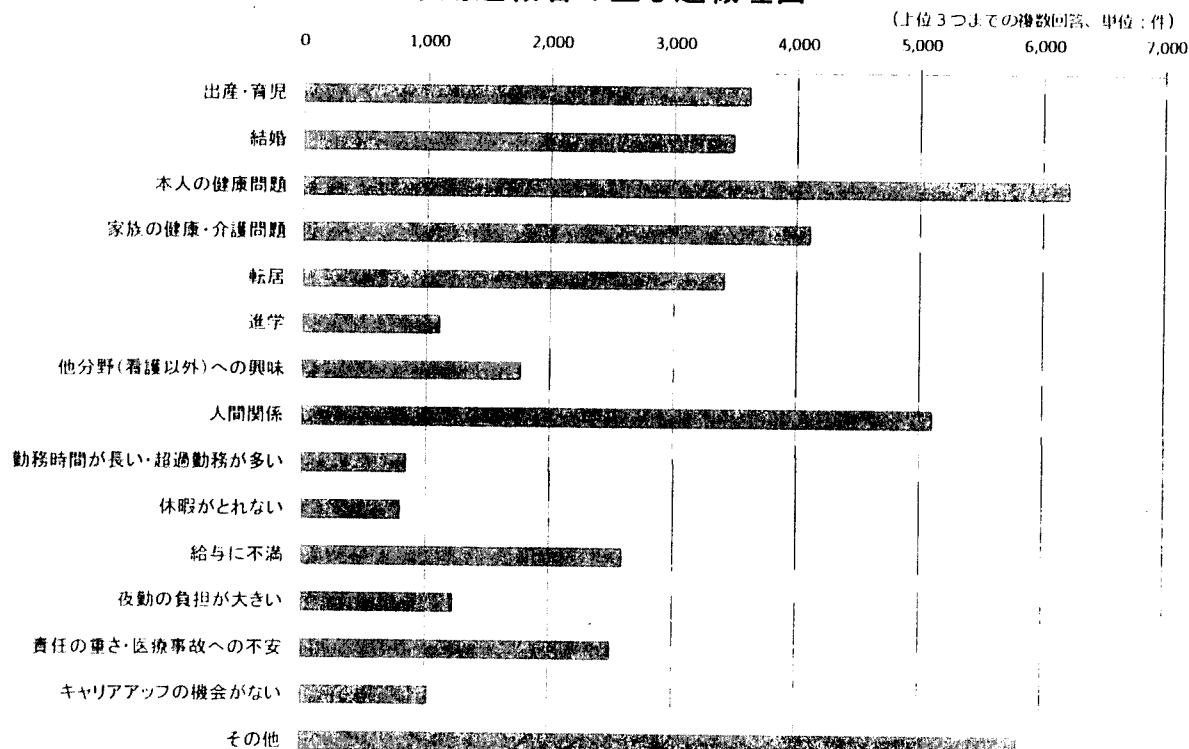 (上位3つまでの複数回答、単位：件)
0 1,000 2,000 3,000 4,000 5,000 6,000 7,000
出産・育児
結婚
本人の健康問題
家族の健康・介護問題
転居
進学
他分野(看護以外)への興味
人間関係
勤務時間が長い・超過勤務が多い
休暇がとれない
給与に不満
夜勤の負担が大きい
責任の重さ・医療事故への不安
キャリアアップの機会がない
その他